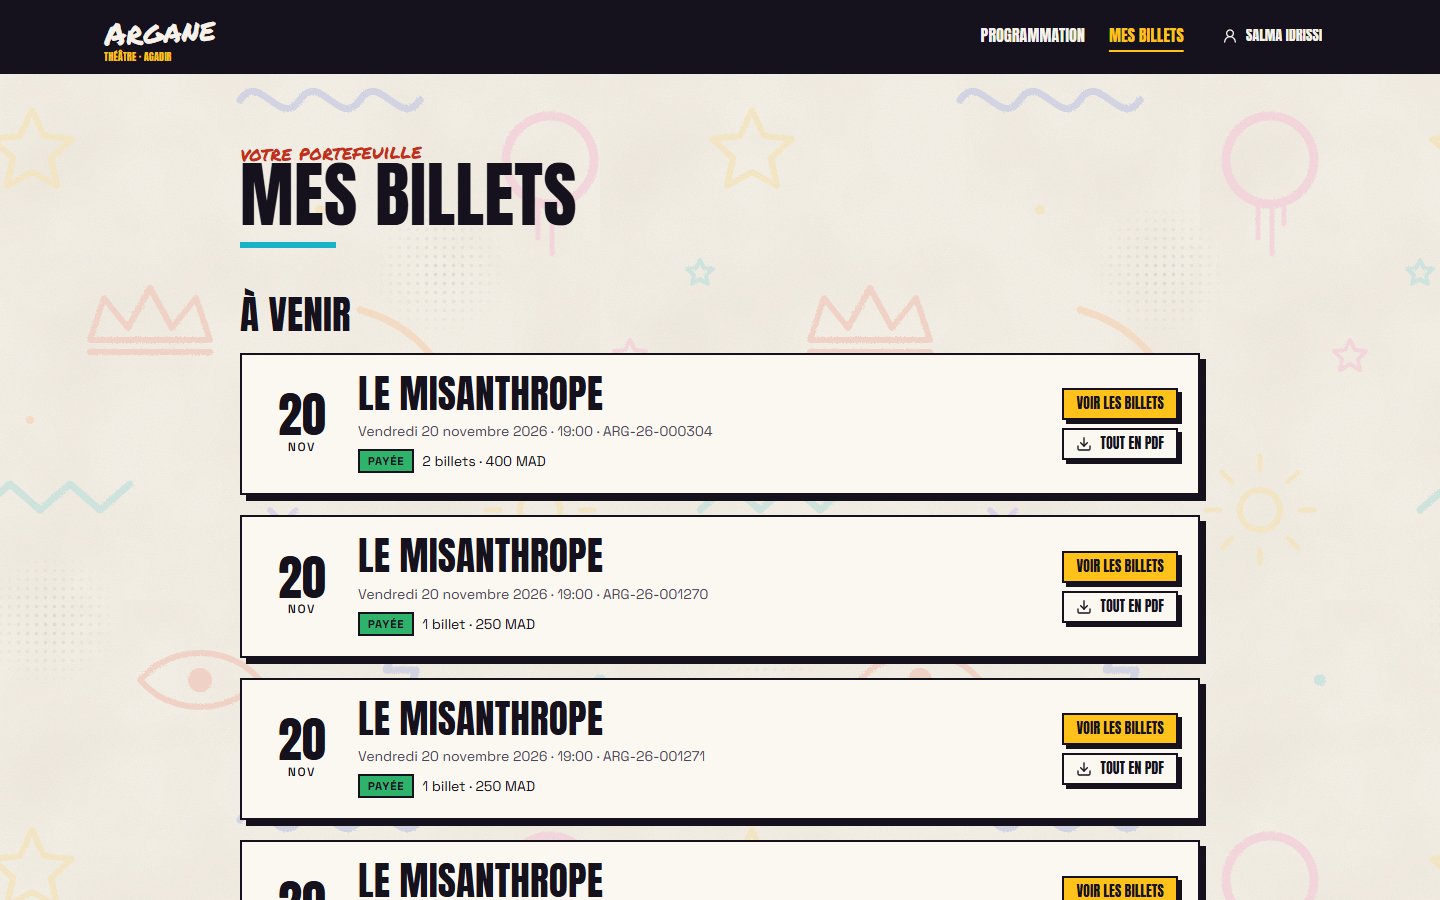 ARGANE
THÉÂTRE · AGADIR
PROGRAMMATION
MES BILLETS
SALMA IDRISSI
VOTRE PORTEFEUILLE
MES BILLETS
À VENIR
20
NOV
LE MISANTHROPE
Vendredi 20 novembre 2026 · 19:00 · ARG-26-000304
PAYÉE
2 billets · 400 MAD
VOIR LES BILLETS
TOUT EN PDF
20
NOV
LE MISANTHROPE
Vendredi 20 novembre 2026 · 19:00 · ARG-26-001270
PAYÉE
1 billet · 250 MAD
VOIR LES BILLETS
TOUT EN PDF
20
NOV
LE MISANTHROPE
Vendredi 20 novembre 2026 · 19:00 · ARG-26-001271
PAYÉE
1 billet · 250 MAD
VOIR LES BILLETS
TOUT EN PDF
20
LE MISANTHROPE
VOIR LES BILLETS